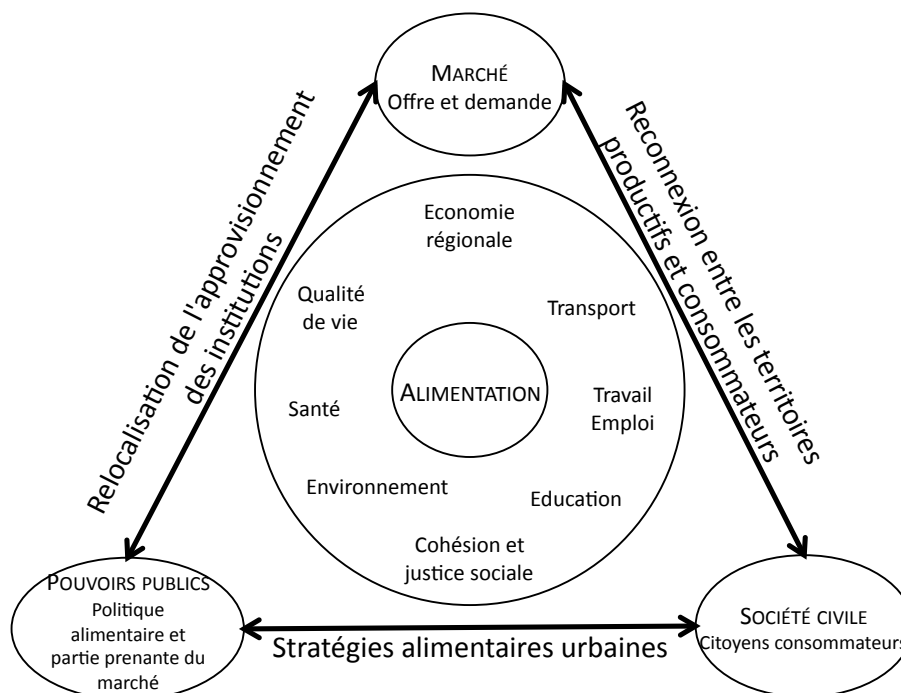 MARCHÉ
Offre et demande
Relocalisation de l'approvisionnement
des institutions
Reconnexion entre les territoires
productifs et consommateurs
Economie
régionale
Qualité
de vie
Transport
ALIMENTATION
Santé
Travail
Emploi
Environnement
Education
Cohésion et
justice sociale
POUVOIRS PUBLICS
Politique
alimentaire et
partie prenante du
marché
Stratégies alimentaires urbaines
SOCIÉTÉ CIVILE
Citoyens consommateurs